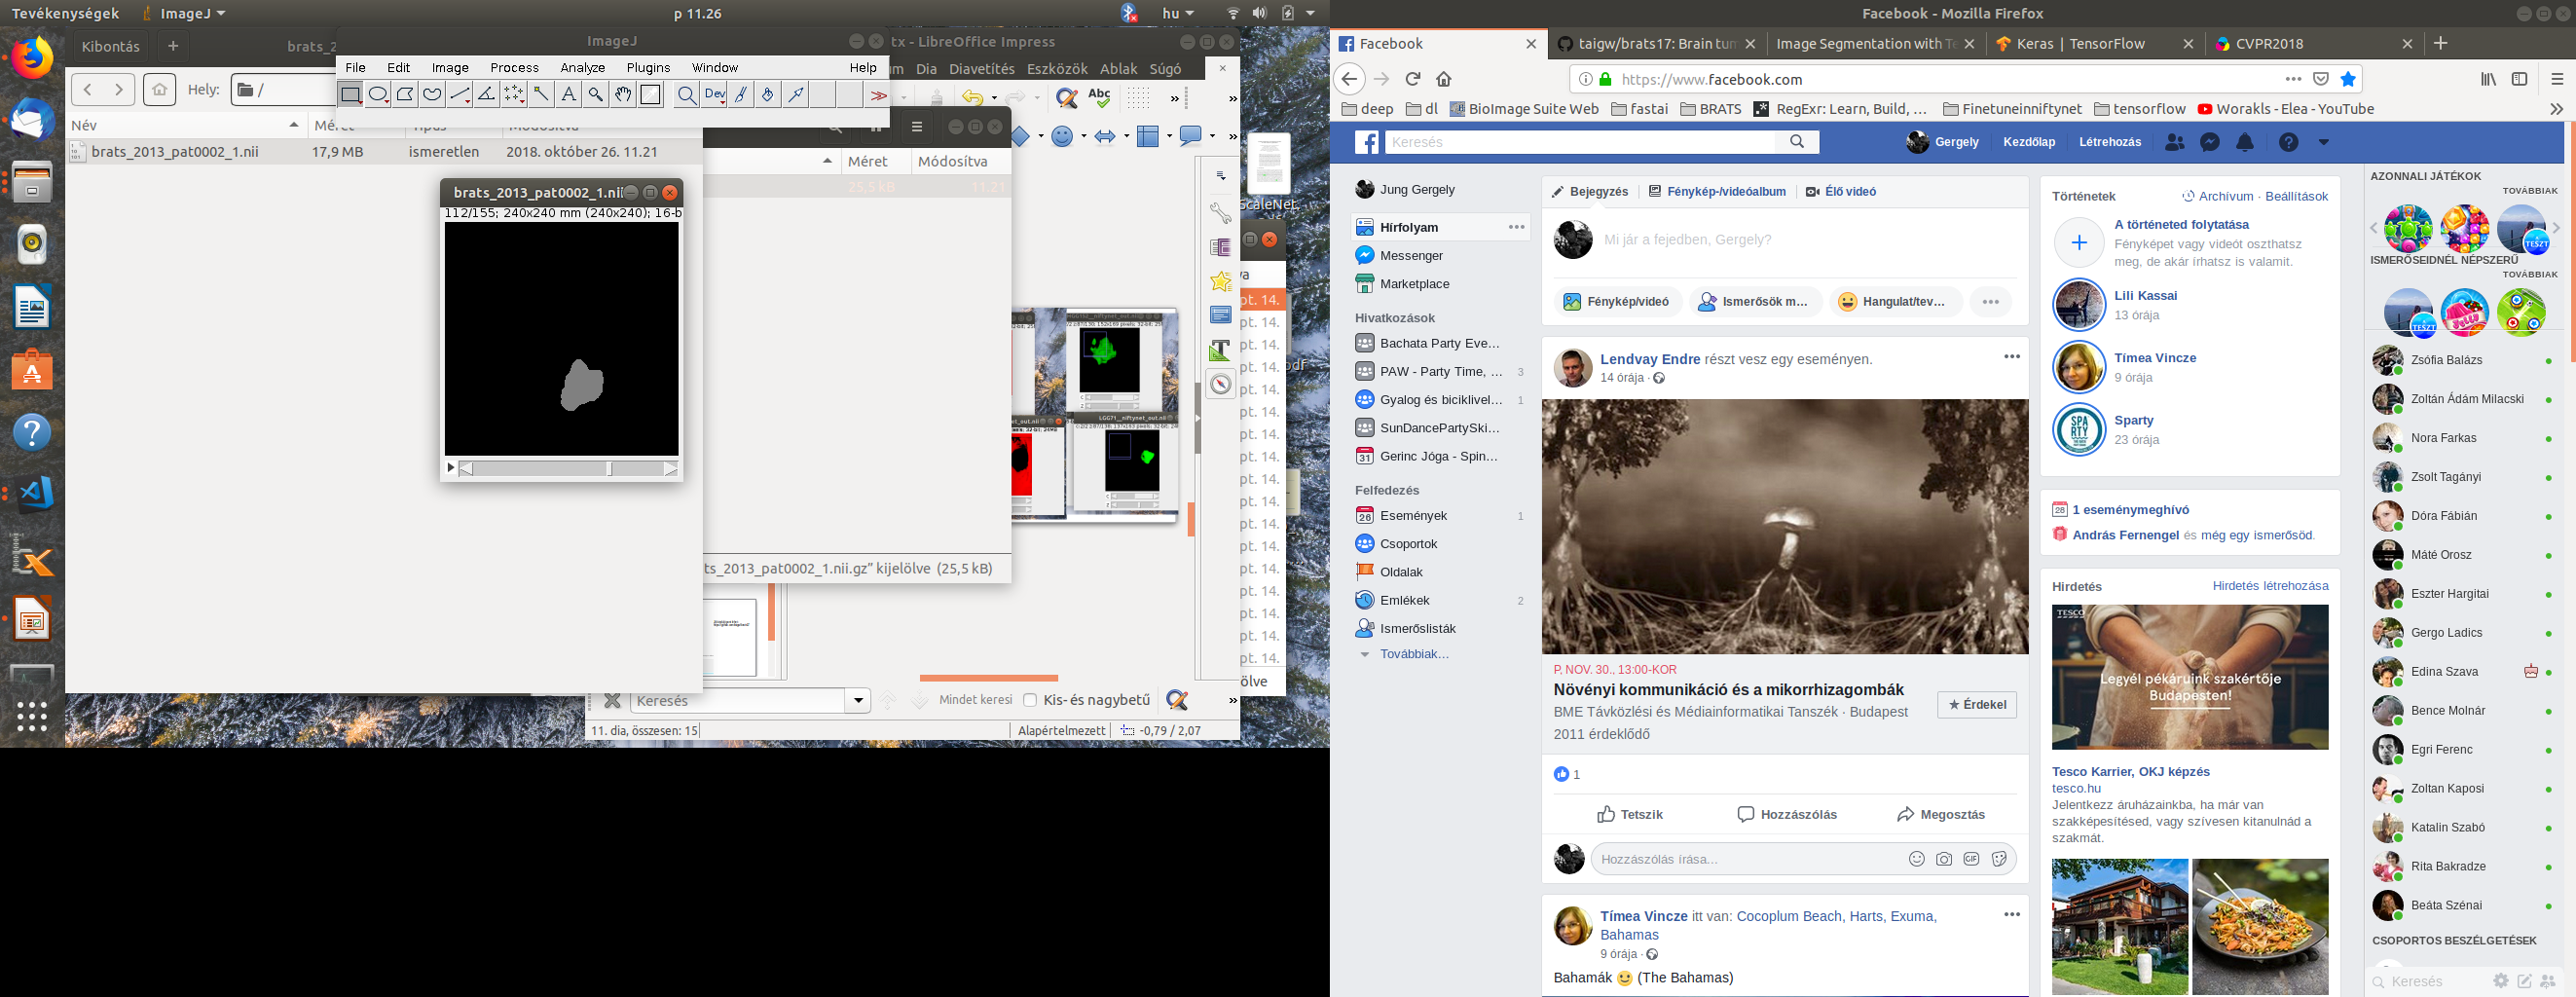 Tevékenységek
ImageJ
p 11.26
hu
Kibontás
ImageJ
LibreOffice Impress
File Edit Image Process Analyze Plugins Window Help
Dia Diavetítés Eszközök Ablak Súgó
Hely: /
Dev
Abc
Név Méret Típus Módosítva
brats_2013_pat0002_1.nii 17,9 MB ismeretlen 2018. október 26. 11.21
Méret Módosítva
25,5 kB 11.21
brats_2013_pat0002_1.nii
112/155; 240x240 mm (240x240); 16-b
ts_2013_pat0002_1.nii.gz” kijelölve (25,5 kB)
Keresés
Mindet keresi
Kis- és nagybetű
11. dia, összesen: 15
Alapértelmezett
-0,79 / 2,07
Facebook - Mozilla Firefox
Facebook
taigw/brats17: Brain tum
Image Segmentation with Te
Keras | TensorFlow
CVPR2018
https://www.facebook.com
deep
dl
BioImage Suite Web
fastai
BRATS
RegExr: Learn, Build, …
Finetuneinniftynet
tensorflow
Worakls - Elea - YouTube
Keresés
Gergely
Kezdőlap
Létrehozás
Jung Gergely
Hírfolyam
Messenger
Marketplace
Hivatkozások
Bachata Party Eve…
PAW - Party Time, … 3
Gyalog és biciklivel… 1
SunDancePartySki…
Gerinc Jóga - Spin…
Felfedezés
Események 1
Csoportok
Oldalak
Emlékek 2
Ismerőslisták
Továbbiak…
Bejegyzés
Fénykép-/videóalbum
Élő videó
Mi jár a fejedben, Gergely?
Fénykép/videó
Ismerősök m…
Hangulat/tev…
Lendvay Endre részt vesz egy eseményen.
14 órája
P, NOV. 30., 13:00-KOR
Növényi kommunikáció és a mikorrhizagombák
BME Távközlési és Médiainformatikai Tanszék · Budapest
2011 érdeklődő
Érdekel
1
Tetszik
Hozzászólás
Megosztás
Hozzászólás írása...
GIF
Tímea Vincze itt van: Cocoplum Beach, Harts, Exuma,
Bahamas
9 órája
Bahamák (The Bahamas)
Történetek
Archívum · Beállítások
A történeted folytatása
Fényképet vagy videót oszthatsz
meg, de akár írhatsz is valamit.
Lili Kassai
13 órája
Tímea Vincze
9 órája
Sparty
23 órája
1 eseménymeghívó
András Fernengel és még egy ismerősöd.
Hirdetés
Hirdetés létrehozása
TESCO
Legyél pékáruink szakértője
Budapesten!
Tesco Karrier, OKJ képzés
tesco.hu
Jelentkezz áruházainkba, ha már van
szakképesítésed, vagy szívesen kitanulnád a
szakmát.
AZONNALI JÁTÉKOK
TOVÁBBIAK
TESZT
ISMERŐSEIDNÉL NÉPSZERŰ
TOVÁBBIAK
TESZT
Zsófia Balázs
Zoltán Ádám Milacski
Nora Farkas
Zsolt Tagányi
Dóra Fábián
Máté Orosz
Eszter Hargitai
Gergo Ladics
Edina Szava
Bence Molnár
Egri Ferenc
Zoltan Kaposi
Katalin Szabó
Rita Bakradze
Beáta Szénai
CSOPORTOS BESZÉLGETÉSEK
Keresés